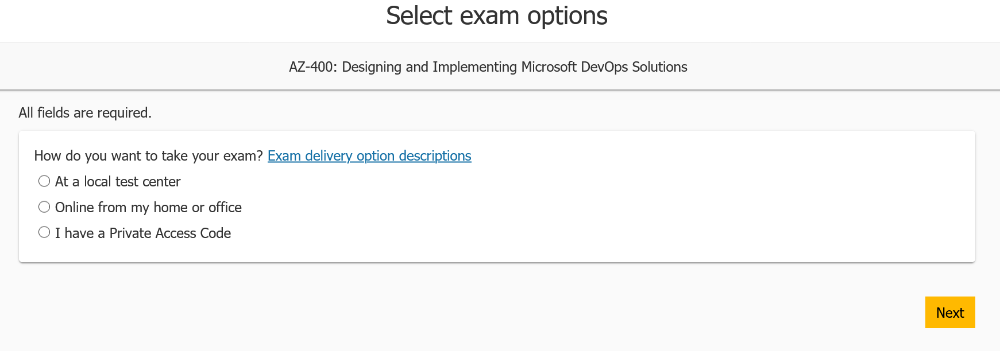 Select exam options
AZ-400: Designing and Implementing Microsoft DevOps Solutions
All fields are required.
How do you want to take your exam? Exam delivery option descriptions
At a local test center
Online from my home or office
I have a Private Access Code
Next